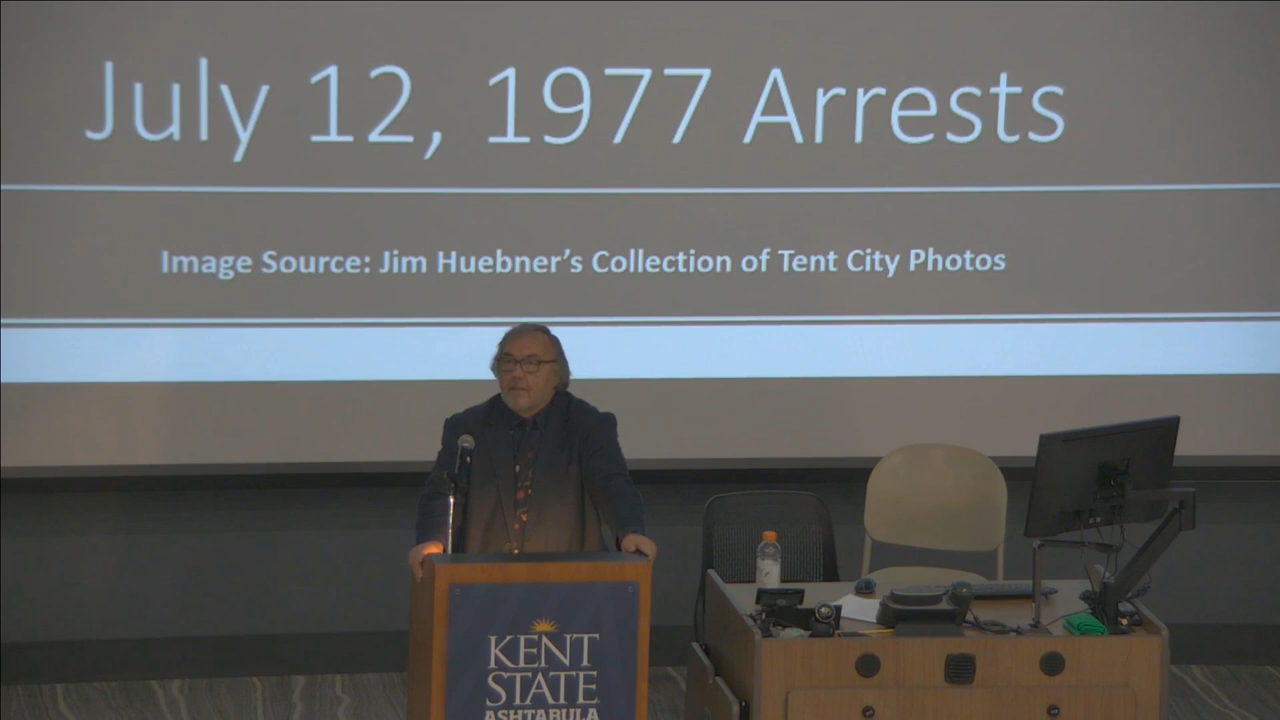 July 12, 1977 Arrests
Image Source: Jim Huebner's Collection of Tent City Photos
KENT
STATE
ASHTABULA